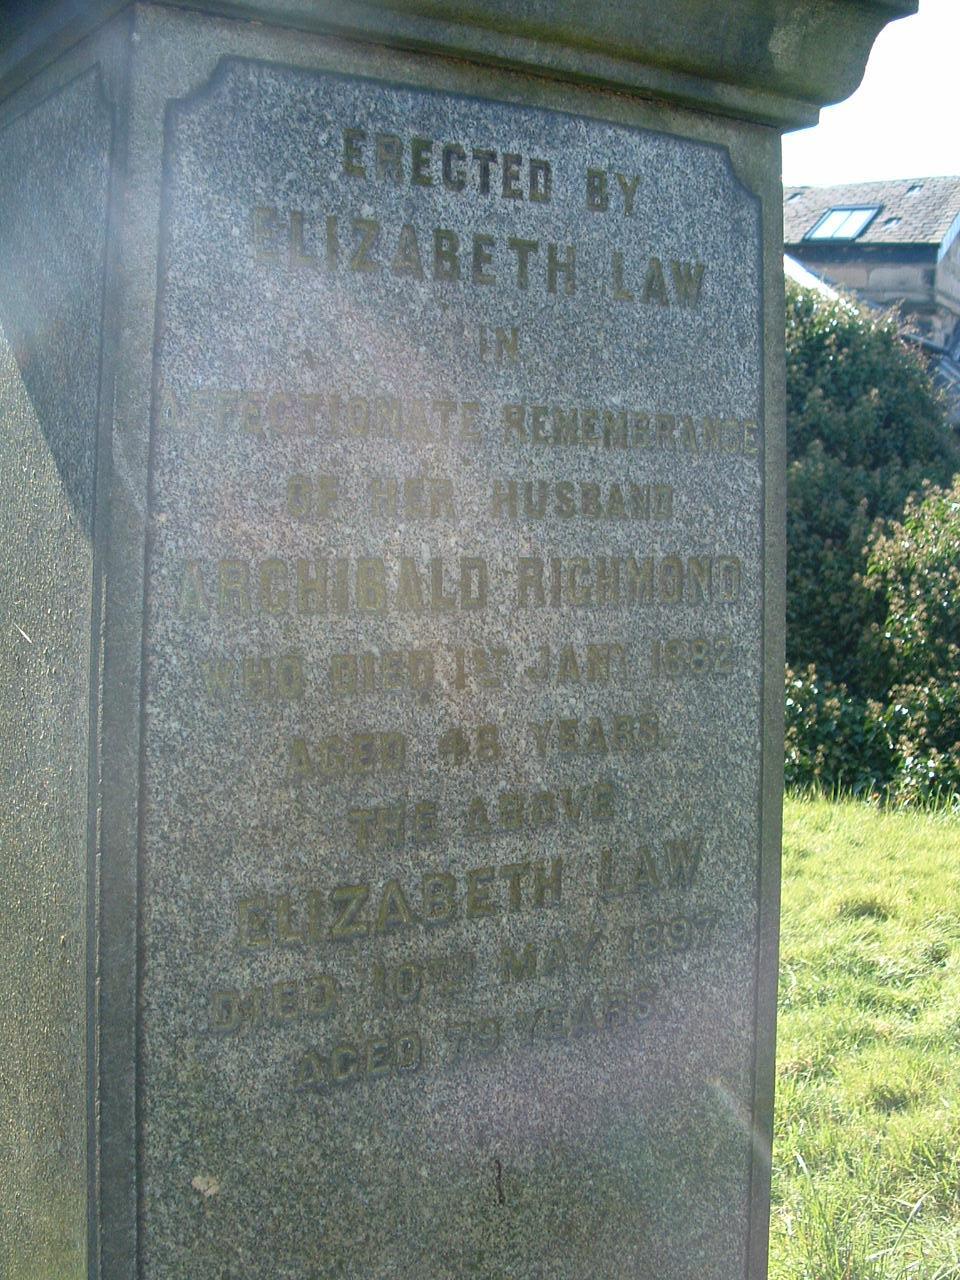 ERECTED BY
ELIZABETH LAW
IN
AFFECTIONATE REMEMBRANCE
OF HER HUSBAND
ARCHIBALD RICHMOND
WHO DIED 1ST JANY 1882
AGED 48 YEARS.
THE ABOVE
ELIZABETH LAW
DIED 10TH MAY, 1897
AGED 79 YEARS.